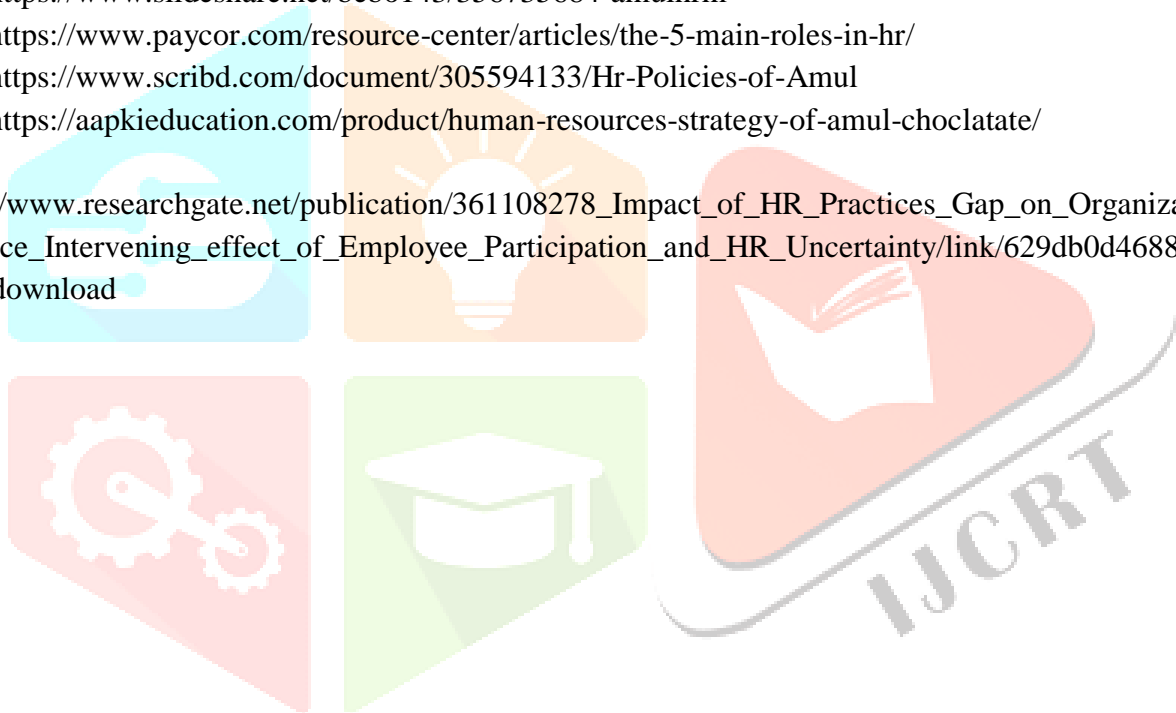 https://www.paycor.com/resource-center/articles/the-5-main-roles-in-hr/
https://www.scribd.com/document/305594133/Hr-Policies-of-Amul
https://aapkieducation.com/product/human-resources-strategy-of-amul-choclatate/
/www.researchgate.net/publication/361108278_Impact_of_HR_Practices_Gap_on_Organiza
ce_Intervening_effect_of_Employee_Participation_and_HR_Uncertainty/link/629db0d4688
download
IJCRT